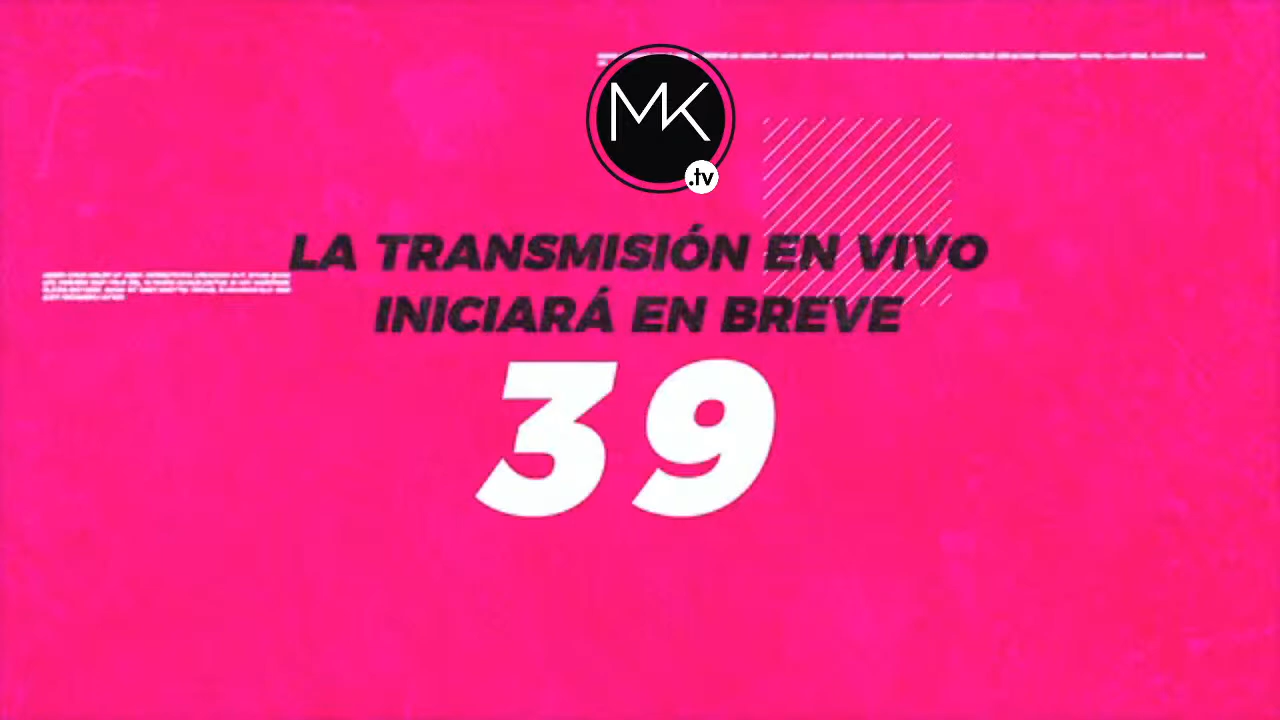 MK
.tv
LA TRANSMISIÓN EN VIVO
INICIARÁ EN BREVE
39